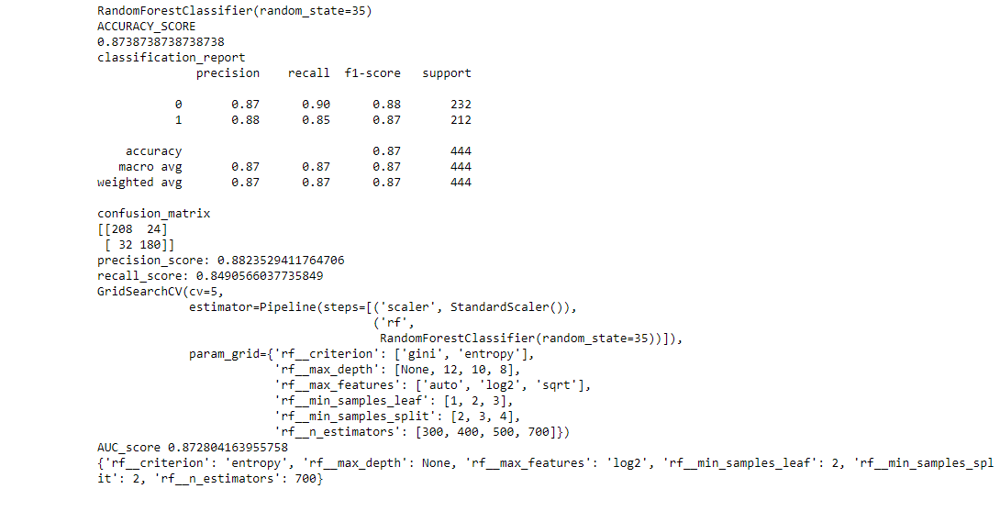 RandomForestClassifier(random_state=35)
ACCURACY_SCORE
0.8738738738738738
classification_report
precision recall f1-score support
0 0.87 0.90 0.88 232
1 0.88 0.85 0.87 212
accuracy 0.87 444
macro avg 0.87 0.87 0.87 444
weighted avg 0.87 0.87 0.87 444
confusion_matrix
[[208 24]
[ 32 180]]
precision_score: 0.8823529411764706
recall_score: 0.8490566037735849
GridSearchCV(cv=5,
estimator=Pipeline(steps=[('scaler', StandardScaler()),
('rf',
RandomForestClassifier(random_state=35))]),
param_grid={'rf__criterion': ['gini', 'entropy'],
'rf__max_depth': [None, 12, 10, 8],
'rf__max_features': ['auto', 'log2', 'sqrt'],
'rf__min_samples_leaf': [1, 2, 3],
'rf__min_samples_split': [2, 3, 4],
'rf__n_estimators': [300, 400, 500, 700]})
AUC_score 0.872804163955758
{'rf__criterion': 'entropy', 'rf__max_depth': None, 'rf__max_features': 'log2', 'rf__min_samples_leaf': 2, 'rf__min_samples_spl
it': 2, 'rf__n_estimators': 700}